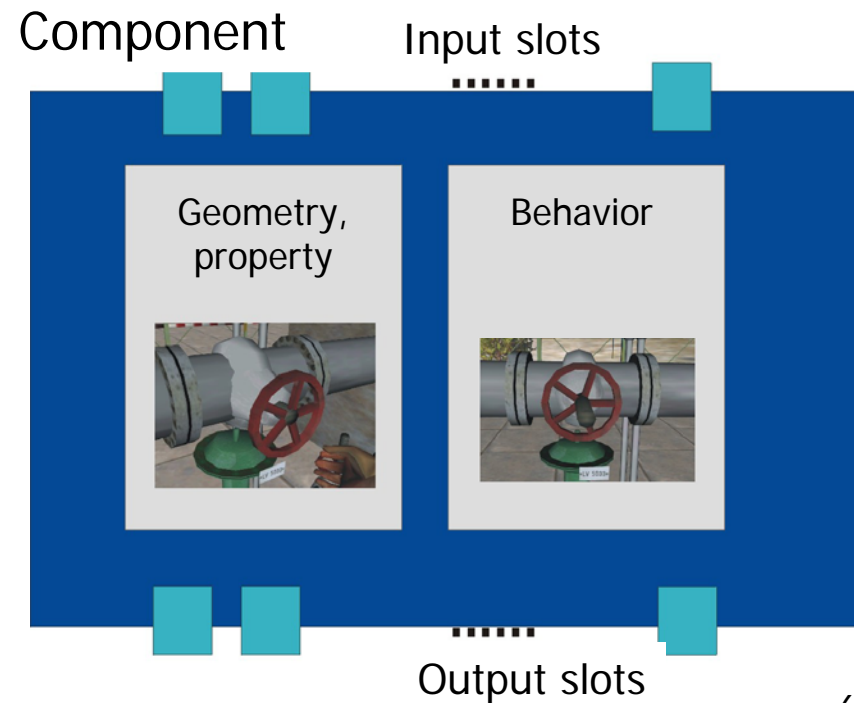 Component
Input slots
Geometry,
property
Behavior
Output slots